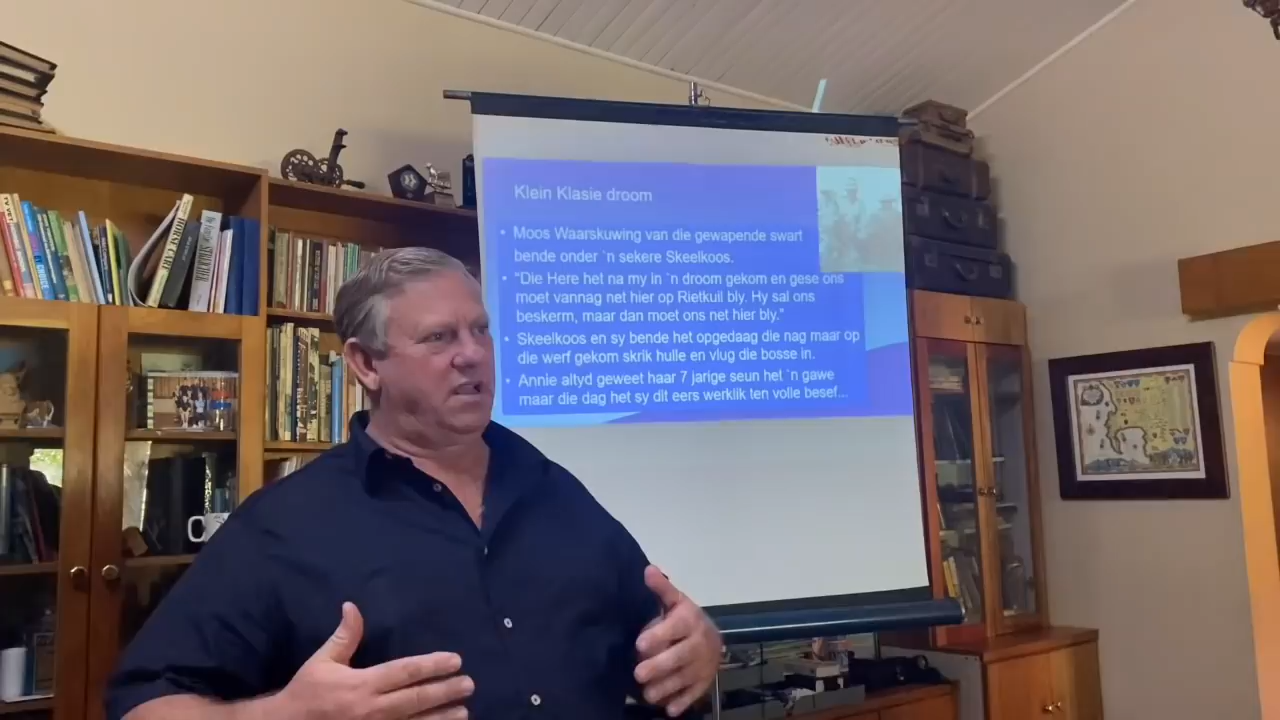 Klein Klasie droom
• Moos Waarskuwing van die gewapende swart
bende onder `n sekere Skeelkoos.
• "Die Here het na my in `n droom gekom en gese ons
moet vannag net hier op Rietkuil bly. Hy sal ons
beskerm, maar dan moet ons net hier bly."
• Skeelkoos en sy bende het opgedaag die nag maar op
die werf gekom skrik hulle en vlug die bosse in.
• Annie altyd geweet haar 7 jarige seun het `n gawe
maar die dag het sy dit eers werklik ten volle besef...